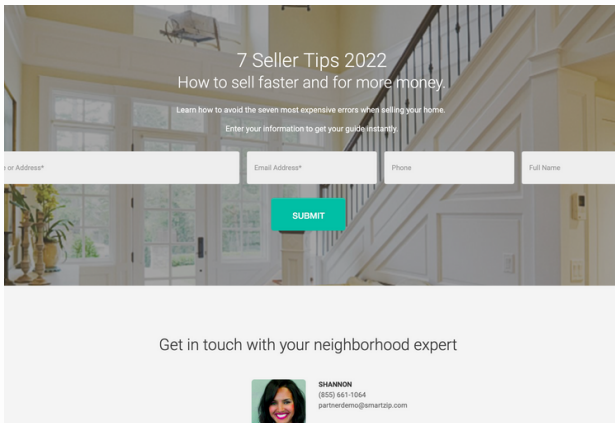 7 Seller Tips 2022
How to sell faster and for more money.
Learn how to avoid the seven most expensive errors when selling your home.
Enter your information to get your guide instantly.
or Address*
Email Address*
Phone
Full Name
SUBMIT
Get in touch with your neighborhood expert
SHANNON
(855) 661-1064
partnerdemo@smartzip.com